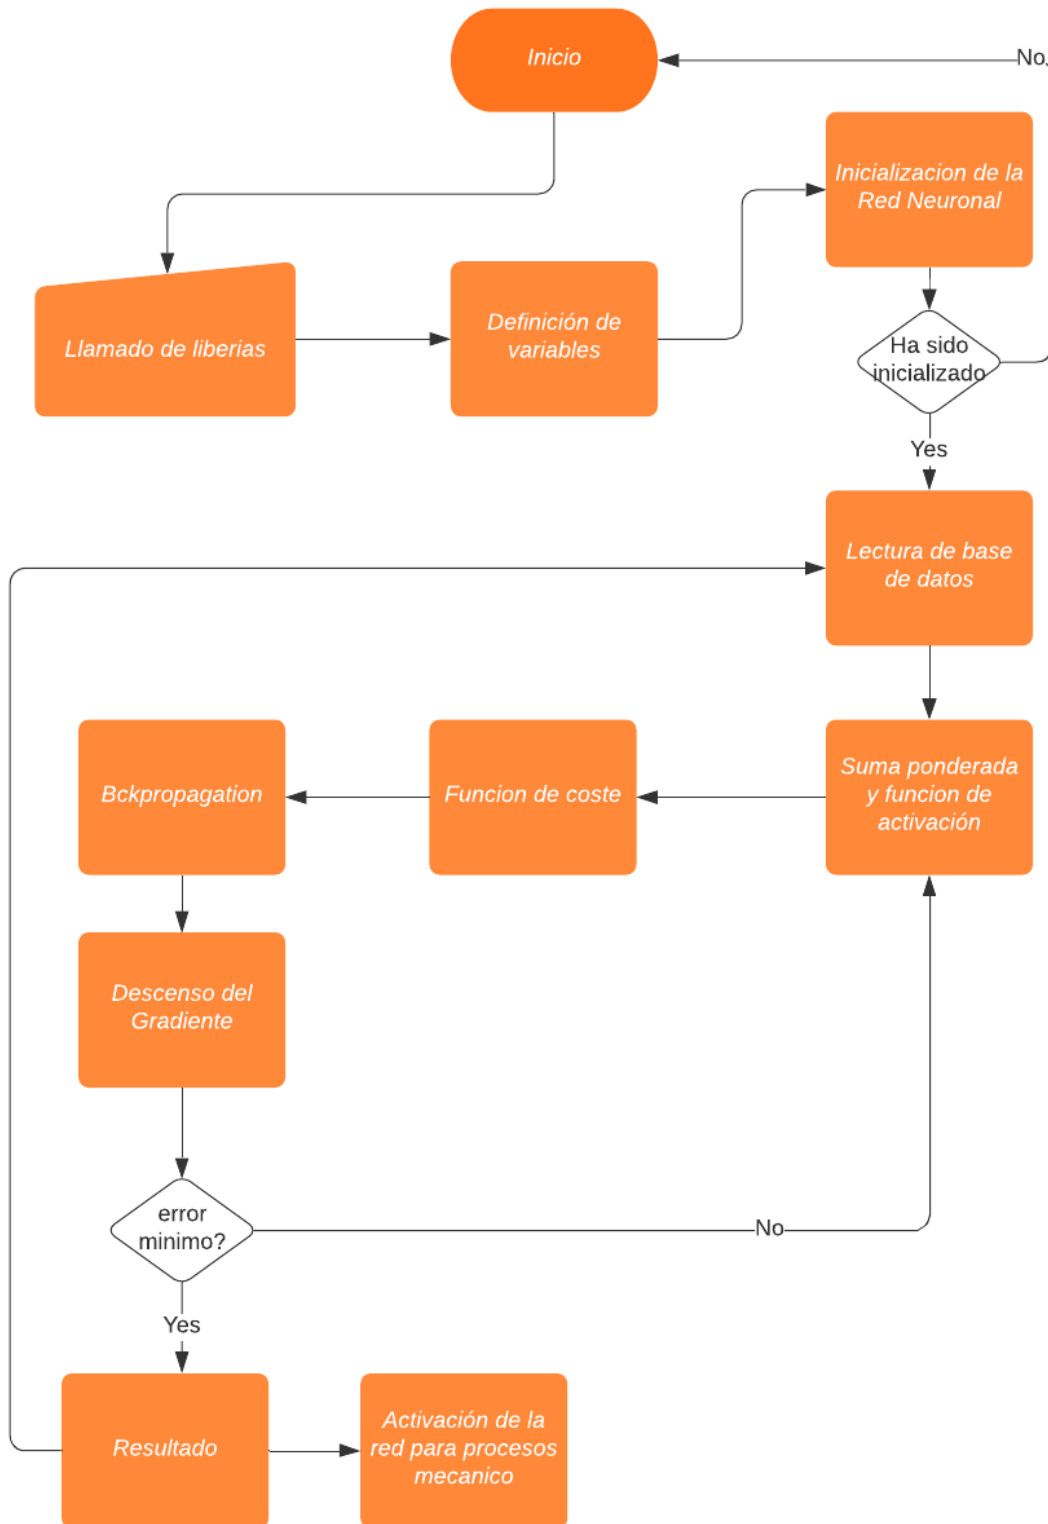 Inicio
No
Inicializacion de la
Red Neuronal
Llamado de liberias
Definición de
variables
Ha sido
inicializado
Yes
Lectura de base
de datos
Suma ponderada
y funcion de
activación
Funcion de coste
Bckpropagation
Descenso del
Gradiente
error
minimo?
No
Yes
Resultado
Activación de la
red para procesos
mecanico